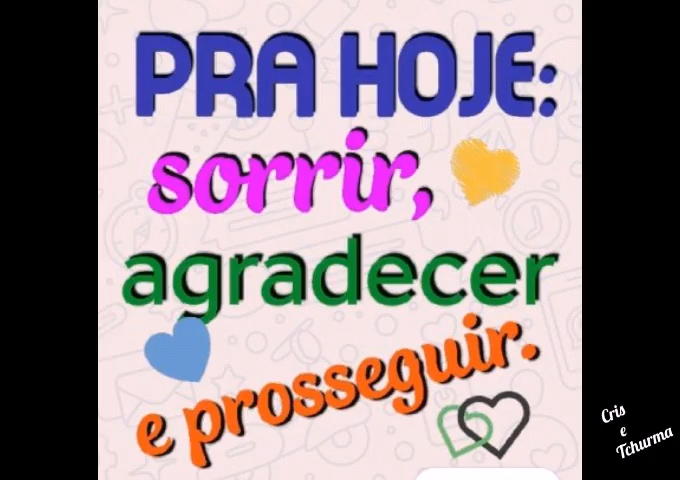 PRA HOJE:
sorrir,
agradecer
e prosseguir.
Cris
e
Tchurma